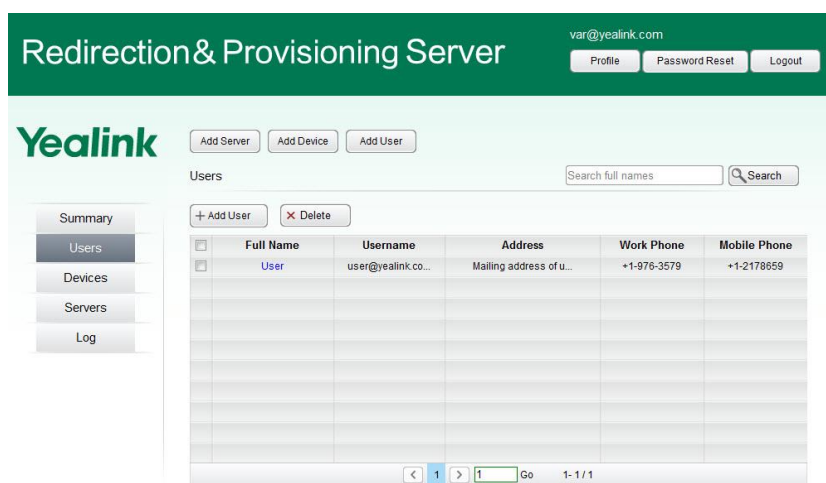 var@yealink.com
Redirection& Provisioning Server
Profile Password Reset Logout
Yealink
Add Server Add Device Add User
Users Search full names Search
Summary
Users
Devices
Servers
Log
+ Add User × Delete
Full Name Username Address Work Phone Mobile Phone
User user@yealink.co... Mailing address of u... +1-976-3579 +1-2178659
< 1 > 1 Go 1- 1 / 1